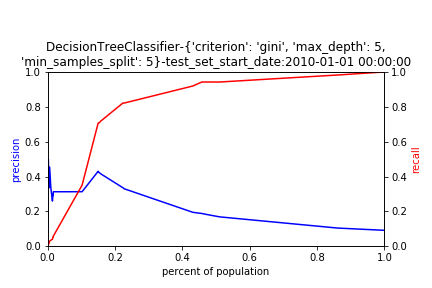 DecisionTreeClassifier-{'criterion': 'gini', 'max_depth': 5,
'min_samples_split': 5}-test_set_start_date:2010-01-01 00:00:00
1.0
0.8
0.6
0.4
0.2
0.0
precision
1.0
0.8
0.6
0.4
0.2
0.0
recall
0.0 0.2 0.4 0.6 0.8 1.0
percent of population